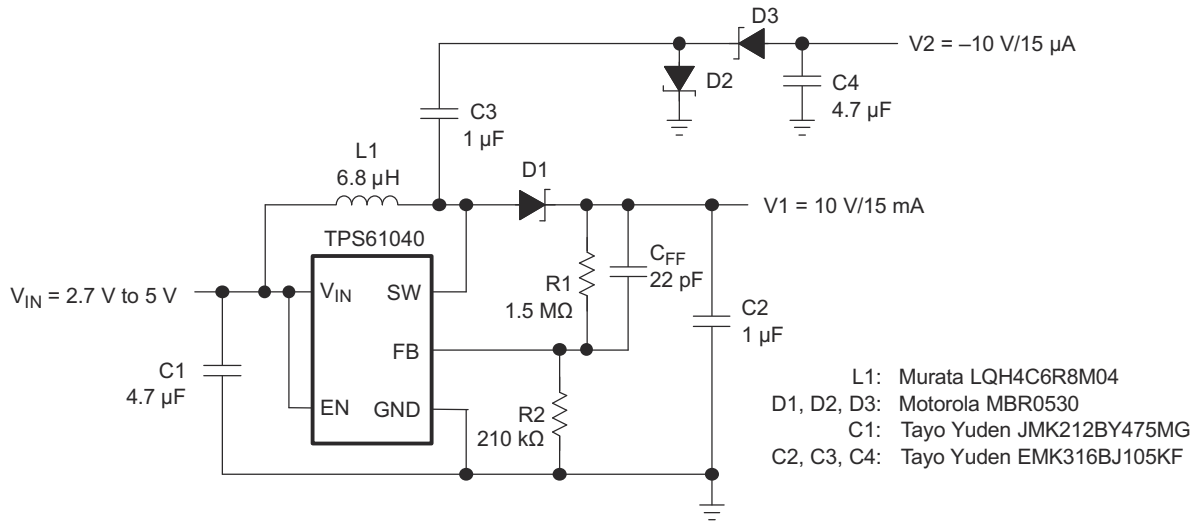 D3
V2 = –10 V/15 µA
D2
C4
4.7 µF
C3
1 µF
L1
6.8 µH
D1
V1 = 10 V/15 mA
TPS61040
VIN = 2.7 V to 5 V
VIN
SW
R1
1.5 MΩ
CFF
22 pF
C2
1 µF
FB
C1
4.7 µF
EN
GND
R2
210 kΩ
L1: Murata LQH4C6R8M04
D1, D2, D3: Motorola MBR0530
C1: Tayo Yuden JMK212BY475MG
C2, C3, C4: Tayo Yuden EMK316BJ105KF